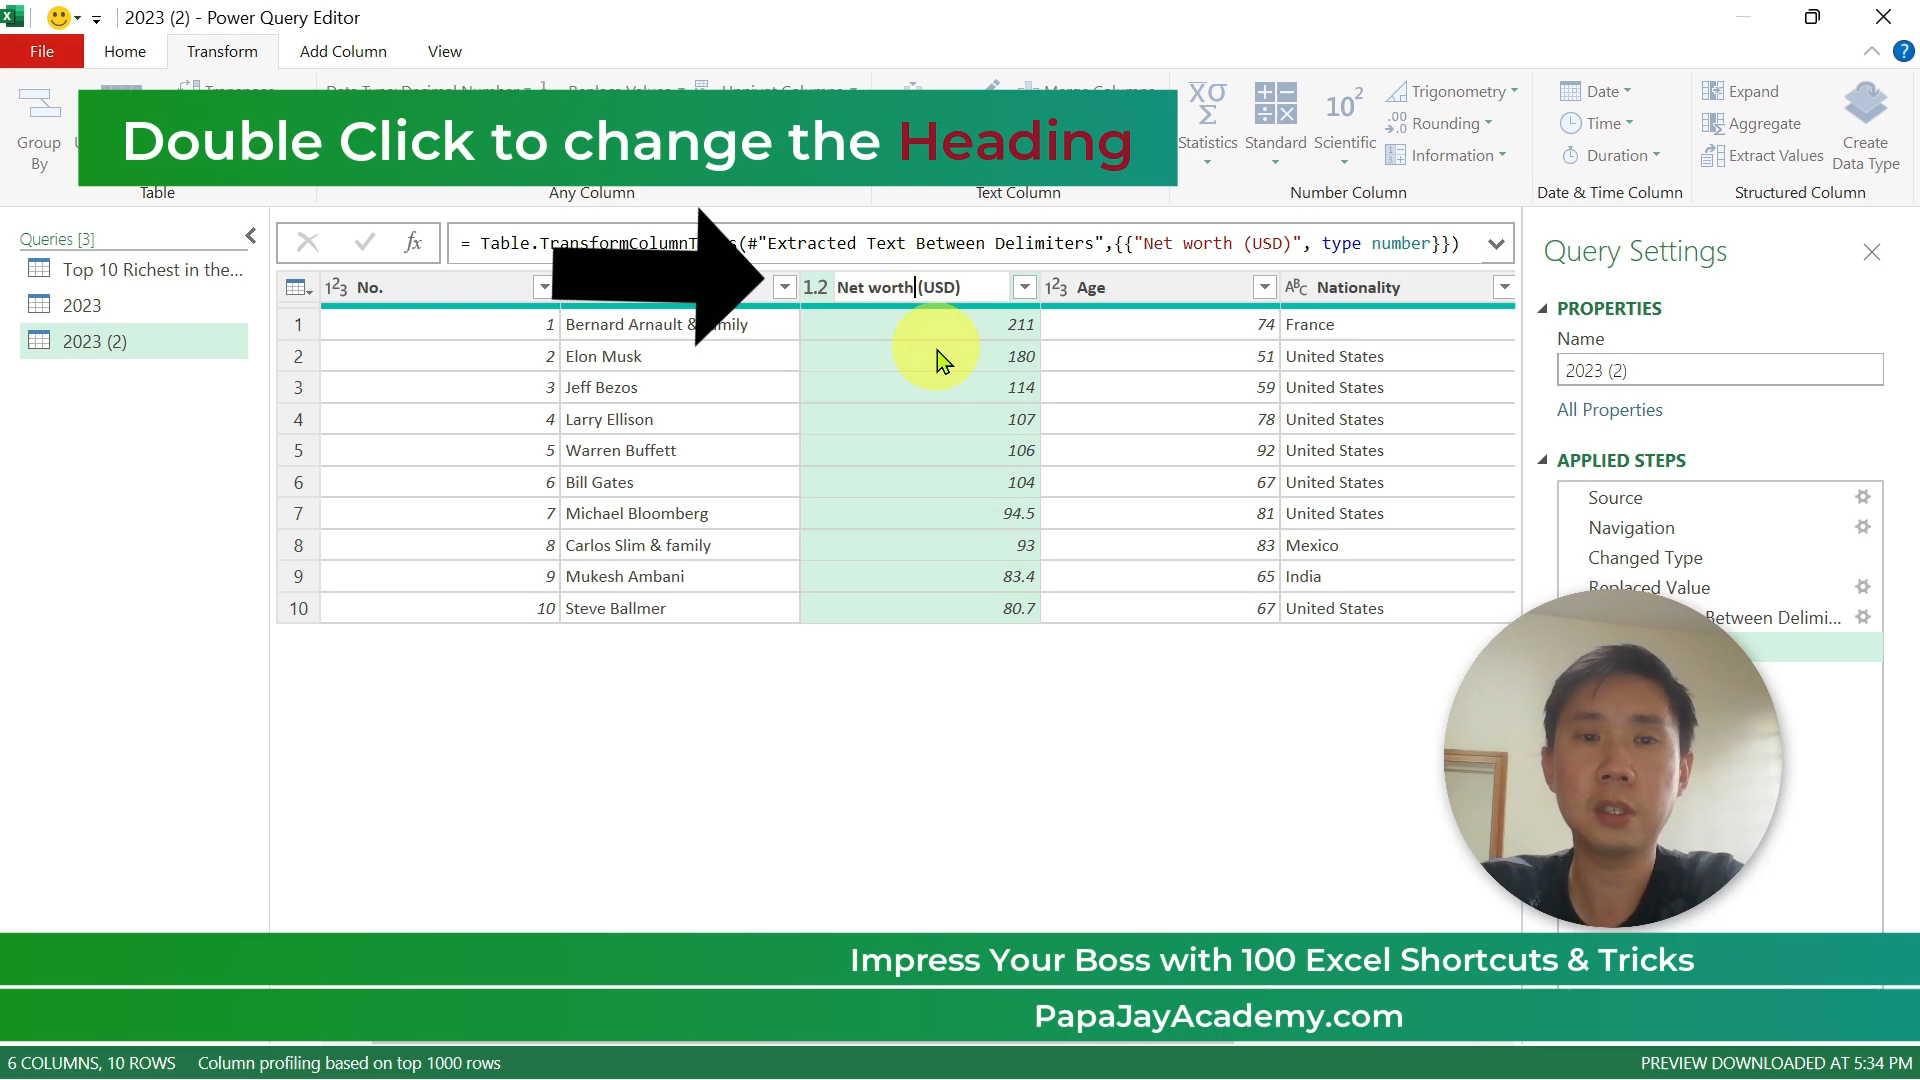 2023 (2) - Power Query Editor
File Home Transform Add Column View
Double Click to change the Heading
Group By
Statistics Standard Scientific
Trigonometry
Rounding
Information
Date
Time
Duration
Expand
Aggregate
Extract Values
Create Data Type
Table Any Column Text Column Number Column Date & Time Column Structured Column
Queries [3]
Top 10 Richest in the...
2023
2023 (2)
fx = Table.TransformColumnT s(#"Extracted Text Between Delimiters",{{"Net worth (USD)", type number}})
No. 1.2 Net worth (USD) Age Nationality
1 1 Bernard Arnault & mily 211 74 France
2 2 Elon Musk 180 51 United States
3 3 Jeff Bezos 114 59 United States
4 4 Larry Ellison 107 78 United States
5 5 Warren Buffett 106 92 United States
6 6 Bill Gates 104 67 United States
7 7 Michael Bloomberg 94.5 81 United States
8 8 Carlos Slim & family 93 83 Mexico
9 9 Mukesh Ambani 83.4 65 India
10 10 Steve Ballmer 80.7 67 United States
Query Settings
PROPERTIES
Name
2023 (2)
All Properties
APPLIED STEPS
Source
Navigation
Changed Type
Replaced Value
Between Delimi...
Impress Your Boss with 100 Excel Shortcuts & Tricks
PapaJayAcademy.com
6 COLUMNS, 10 ROWS Column profiling based on top 1000 rows PREVIEW DOWNLOADED AT 5:34 PM